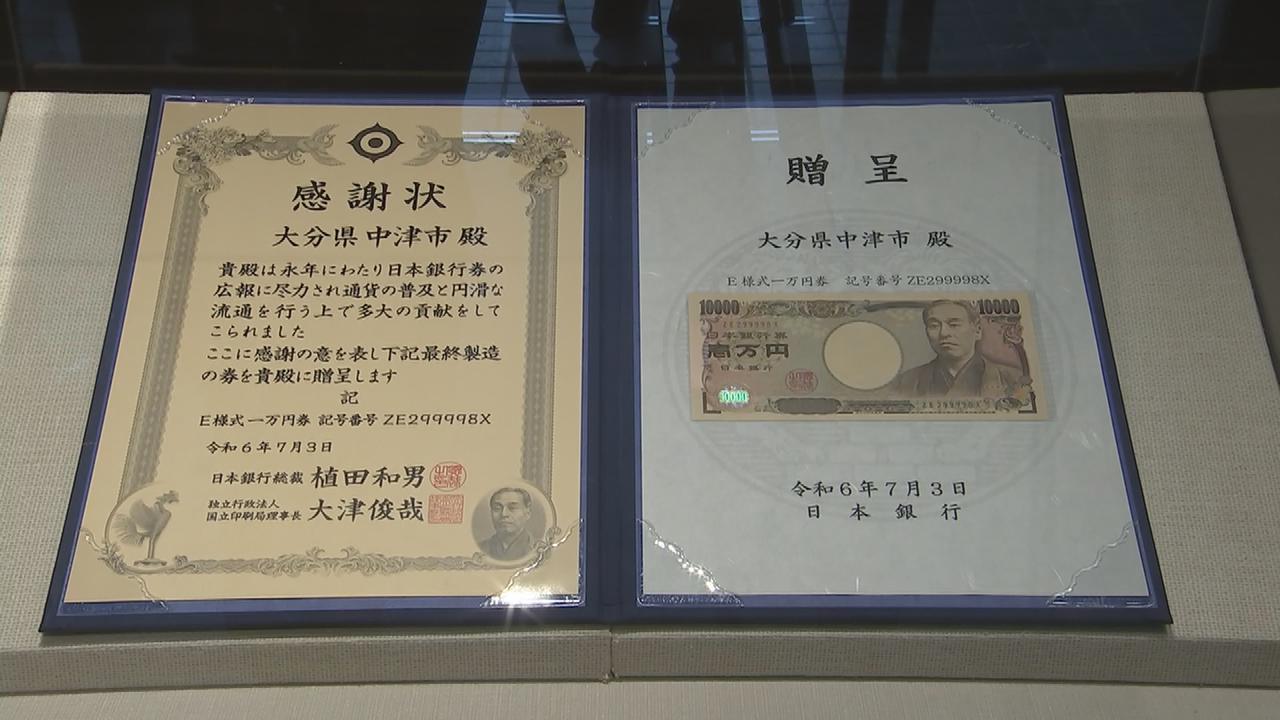 感謝状
大分県中津市殿
貴殿は永年にわたり日本銀行券の
広報に尽力され通貨の普及と円滑な
流通を行う上で多大の貢献をして
こられました
ここに感謝の意を表し下記最終製造
の券を貴殿に贈呈します
記
E様式一万円券 記号番号 ZE299998X
令和6年7月3日
日本銀行総裁 植田和男
独立行政法人
国立印刷局理事長 大津俊哉
贈呈
大分県中津市 殿
E様式一万円券 記号番号 ZE299998X
10000 10000
ZE299998X
日本銀行券
壱万円
日本銀行
10000
ZE299998X
令和6年7月3日
日本銀行